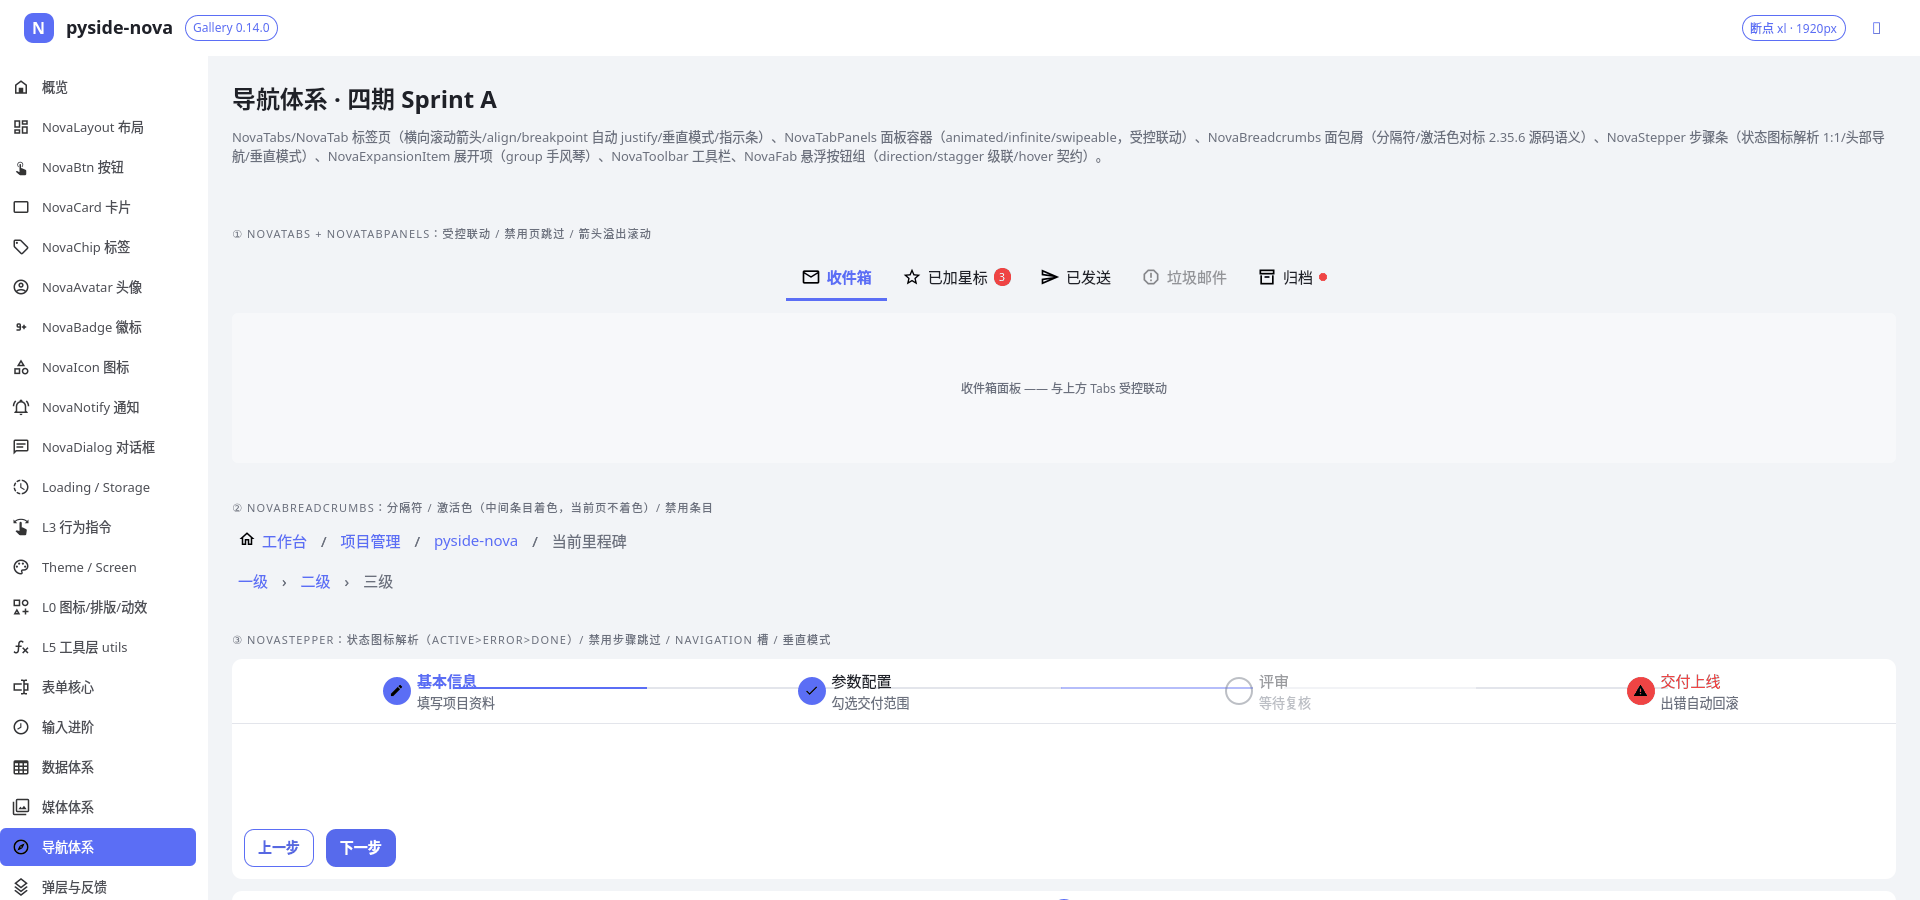 N pyside-nova Gallery 0.14.0 断点 xl · 1920px
概览
NovaLayout 布局
NovaBtn 按钮
NovaCard 卡片
NovaChip 标签
NovaAvatar 头像
9+ NovaBadge 徽标
NovaIcon 图标
NovaNotify 通知
NovaDialog 对话框
Loading / Storage
L3 行为指令
Theme / Screen
L0 图标/排版/动效
L5 工具层 utils
表单核心
输入进阶
数据体系
媒体体系
导航体系
弹层与反馈
导航体系 · 四期 Sprint A
NovaTabs/NovaTab 标签页（横向滚动箭头/align/breakpoint 自动 justify/垂直模式/指示条）、NovaTabPanels 面板容器（animated/infinite/swipeable，受控联动）、NovaBreadcrumbs 面包屑（分隔符/激活色对标 2.35.6 源码语义）、NovaStepper 步骤条（状态图标解析 1:1/头部导
航/垂直模式）、NovaExpansionItem 展开项（group 手风琴）、NovaToolbar 工具栏、NovaFab 悬浮按钮组（direction/stagger 级联/hover 契约）。
① NOVATABS + NOVATABPANELS：受控联动 / 禁用页跳过 / 箭头溢出滚动
收件箱 已加星标 3 已发送 垃圾邮件 归档
收件箱面板 —— 与上方 Tabs 受控联动
② NOVABREADCRUMBS：分隔符 / 激活色（中间条目着色，当前页不着色）/ 禁用条目
工作台 / 项目管理 / pyside-nova / 当前里程碑
一级 › 二级 › 三级
③ NOVASTEPPER：状态图标解析（ACTIVE>ERROR>DONE）/ 禁用步骤跳过 / NAVIGATION 槽 / 垂直模式
基本信息 参数配置 评审 交付上线
填写项目资料 勾选交付范围 等待复核 出错自动回滚
上一步 下一步